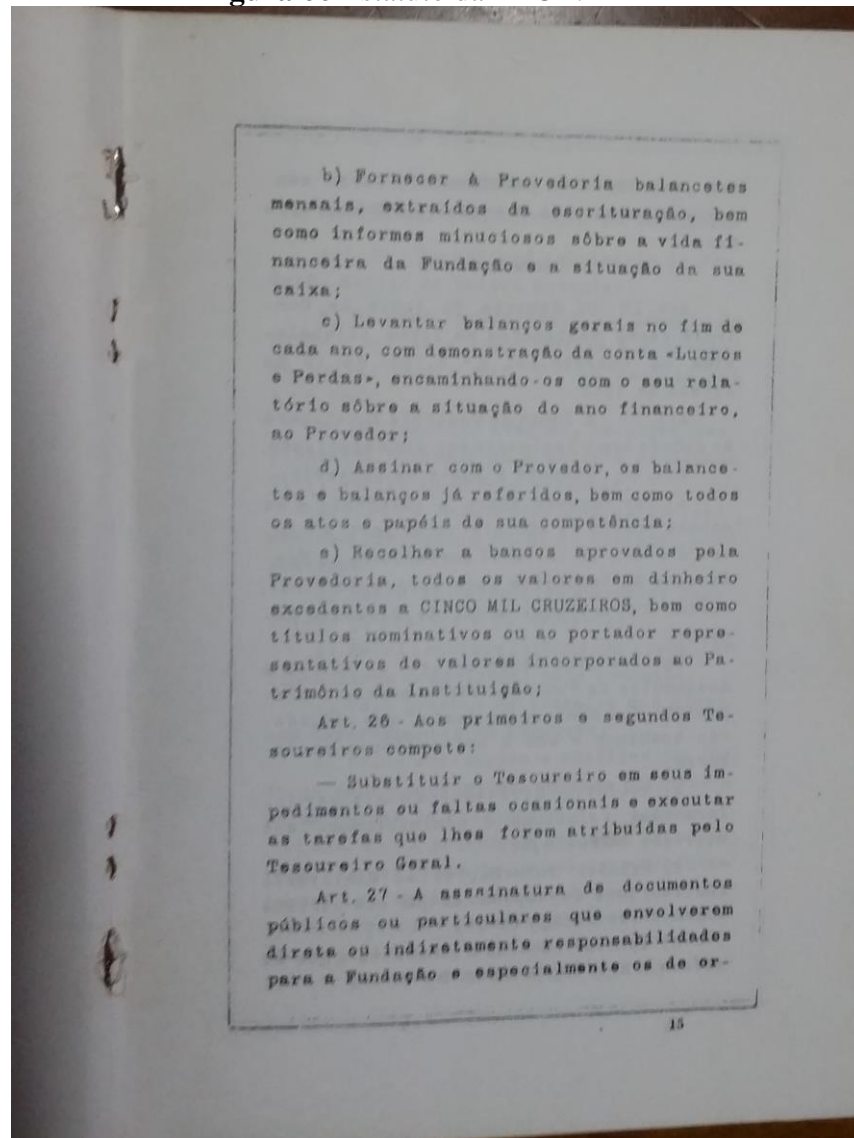 b) Fornecer à Provedoria balancetes
mensais, extraídos da escrituração, bem
como informes minuciosos sôbre a vida fi-
nanceira da Fundação e a situação da sua
caixa;
c) Levantar balanços gerais no fim de
cada ano, com demonstração da conta «Lucros
e Perdas», encaminhando-os com o seu rela-
tório sôbre a situação do ano financeiro,
ao Provedor;
d) Assinar com o Provedor, os balance-
tes e balanços já referidos, bem como todos
os atos e papéis de sua competência;
e) Recolher a bancos aprovados pela
Provedoria, todos os valores em dinheiro
excedentes a CINCO MIL CRUZEIROS, bem como
títulos nominativos ou ao portador repre-
sentativos de valores incorporados ao Pa-
trimônio da Instituição;
Art. 26 - Aos primeiros e segundos Te-
soureiros compete:
— Substituir o Tesoureiro em seus im-
pedimentos ou faltas ocasionais e executar
as tarefas que lhes forem atribuídas pelo
Tesoureiro Geral.
Art. 27 - A asssinatura de documentos
públicos ou particulares que envolverem
direta ou indiretamente responsabilidades
para a Fundação e especialmente os de or-
15